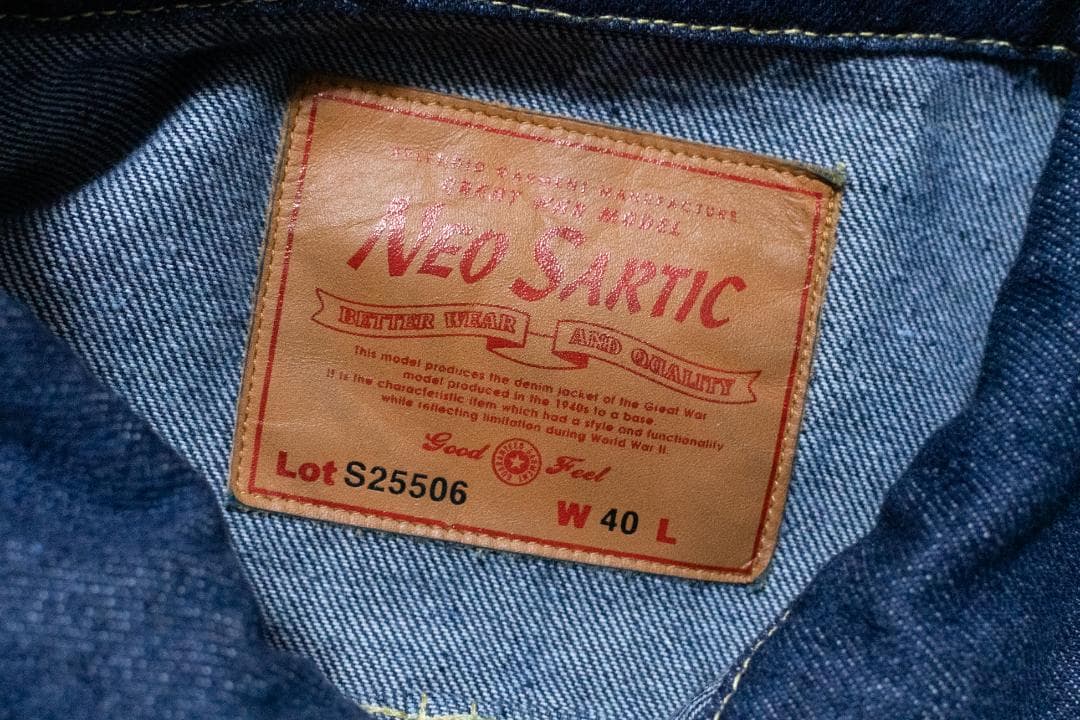 GARMENT MANUFACTURE
GREAT WAR MODEL
NEO SARTIC
BETTER WEAR AND QUALITY
This model produces the denim jacket of the Great War
model produced in the 1940s to a base.
It is the characteristic item which had a style and functionality
while reflecting limitation during World War II.
Good Feel
Lot S25506
W 40 L